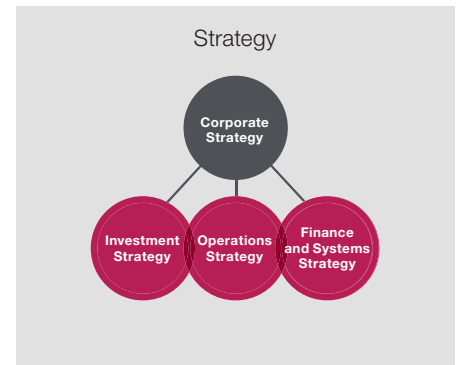 Strategy
Corporate
Strategy
Investment
Strategy
Operations
Strategy
Finance
and Systems
Strategy